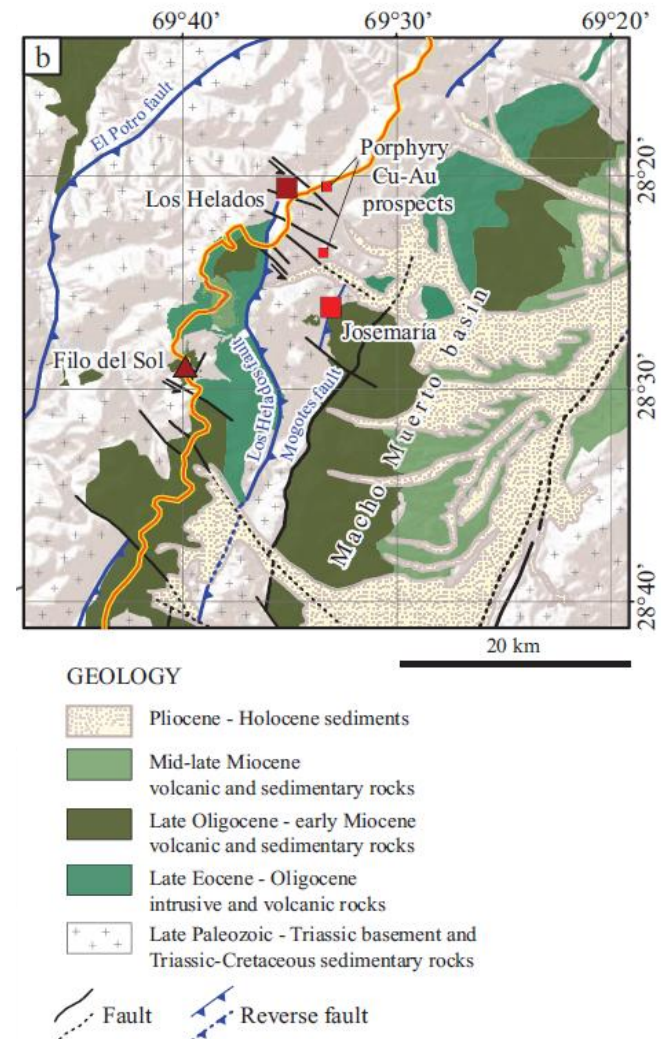 69°40'
69°30'
69°20'
b
El Potro fault
Porphyry
Cu-Au
prospects
28°20'
Los Helados
Josemaría
Filo del Sol
28°30'
Los Helados fault
Mogotes fault
Macho Muerto basin
28°40'
20 km
GEOLOGY
Pliocene - Holocene sediments
Mid-late Miocene
volcanic and sedimentary rocks
Late Oligocene - early Miocene
volcanic and sedimentary rocks
Late Eocene - Oligocene
intrusive and volcanic rocks
Late Paleozoic - Triassic basement and
Triassic-Cretaceous sedimentary rocks
Fault
Reverse fault